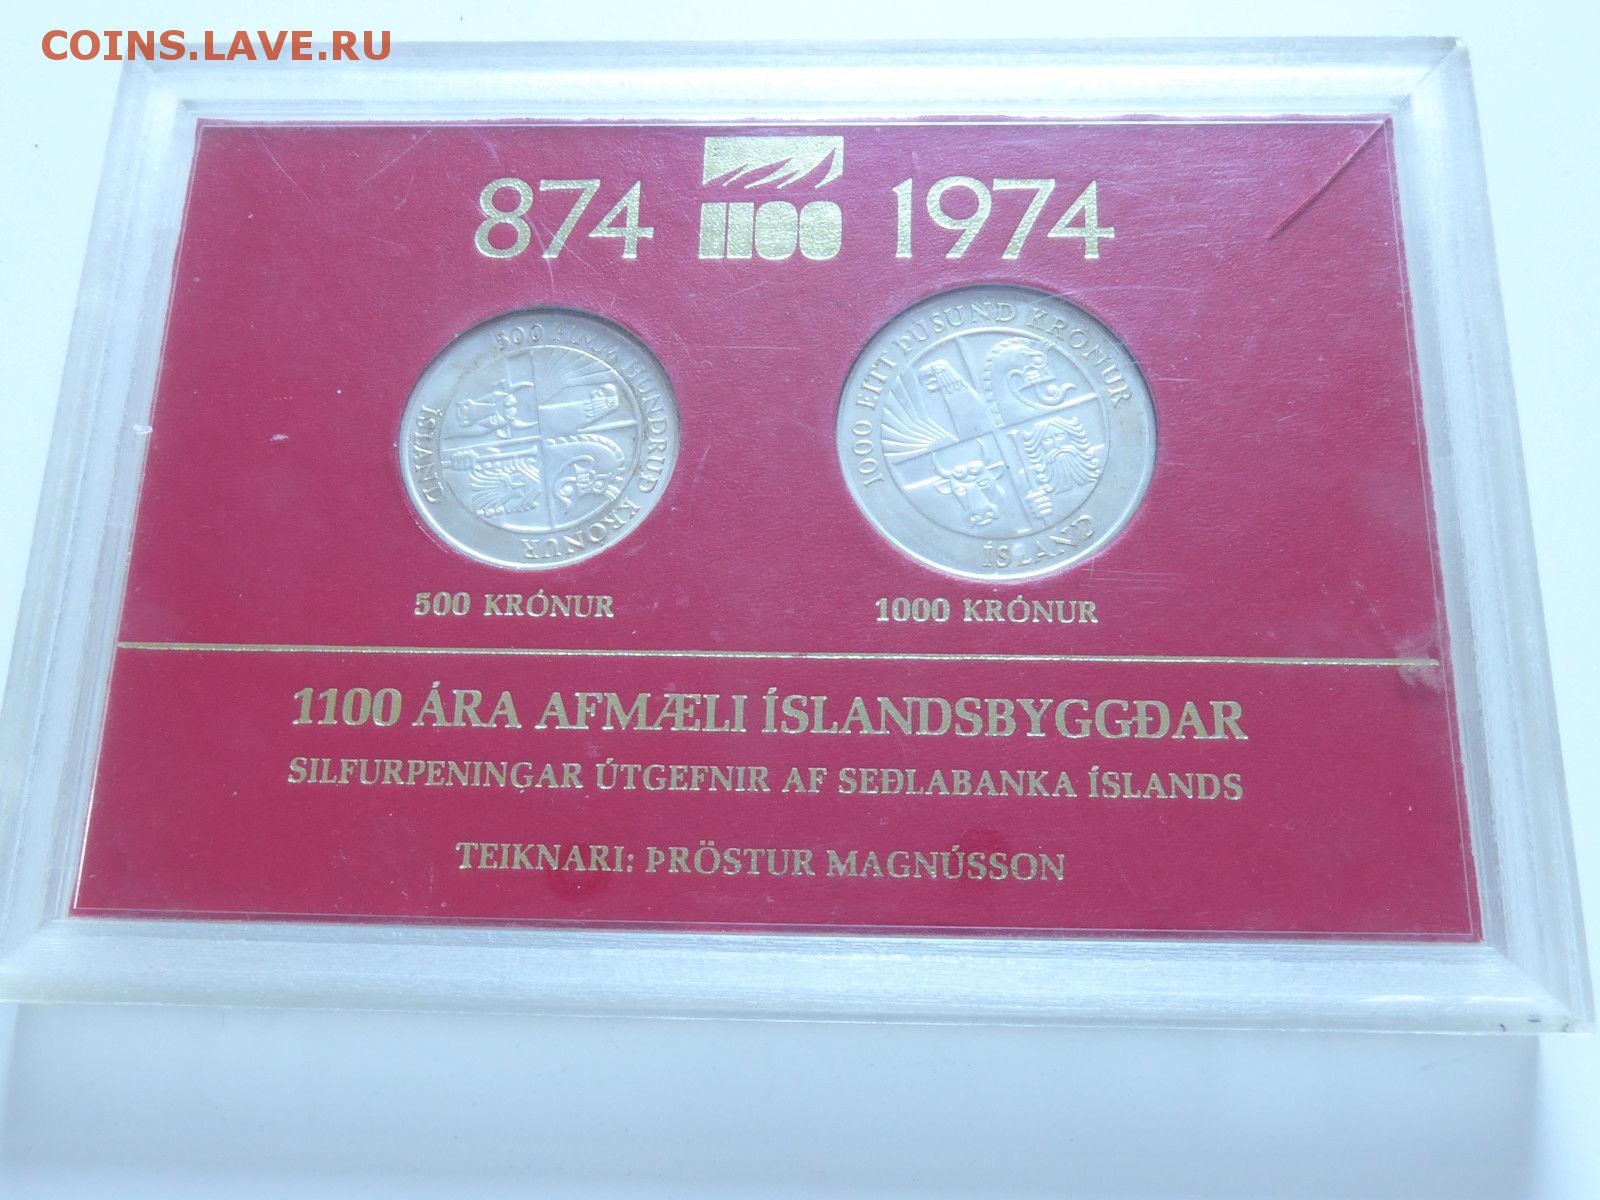 COINS.LAVE.RU
874 1100 1974
500 FIMM HUNDRUÐ KRÓNUR
ÍSLAND
1000 EITT ÞÚSUND KRÓNUR
ÍSLAND
500 KRÓNUR
1000 KRÓNUR
1100 ÁRA AFMÆLI ÍSLANDSBYGGÐAR
SILFURPENINGAR ÚTGEFNIR AF SEÐLABANKA ÍSLANDS
TEIKNARI: ÞRÖSTUR MAGNÚSSON